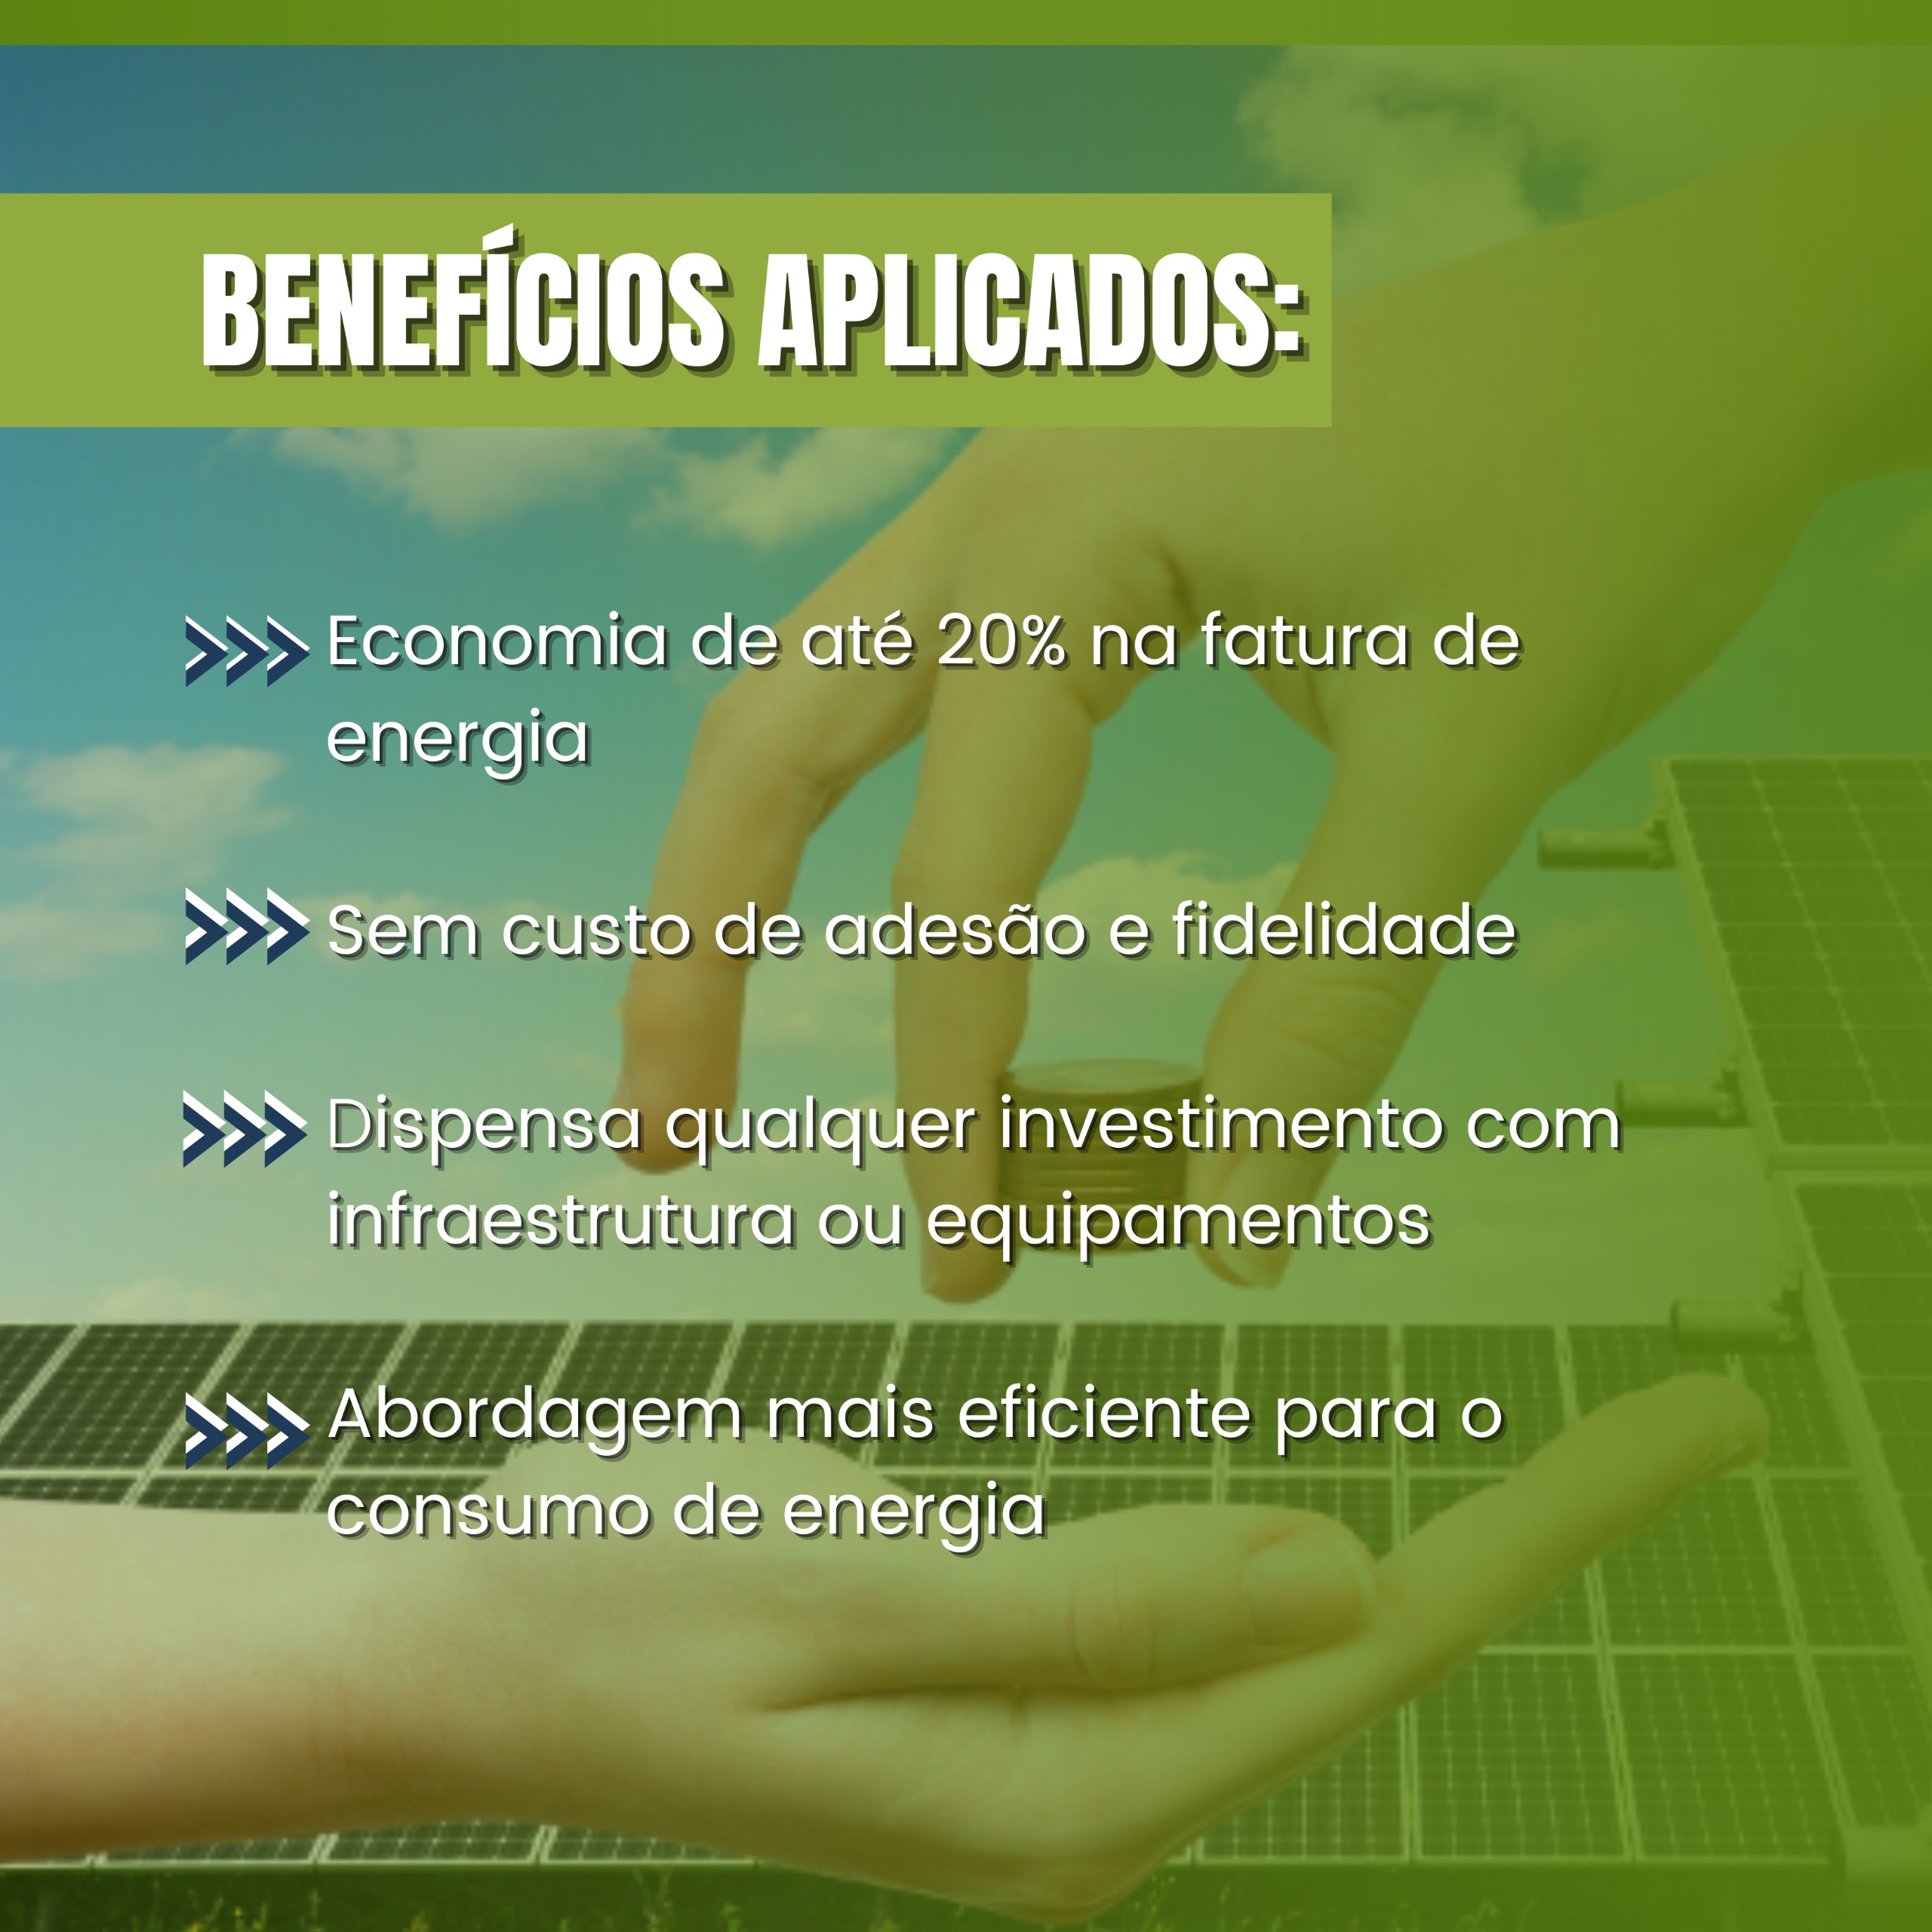 BENEFÍCIOS APLICADOS:
Economia de até 20% na fatura de
energia
Sem custo de adesão e fidelidade
Dispensa qualquer investimento com
infraestrutura ou equipamentos
Abordagem mais eficiente para o
consumo de energia